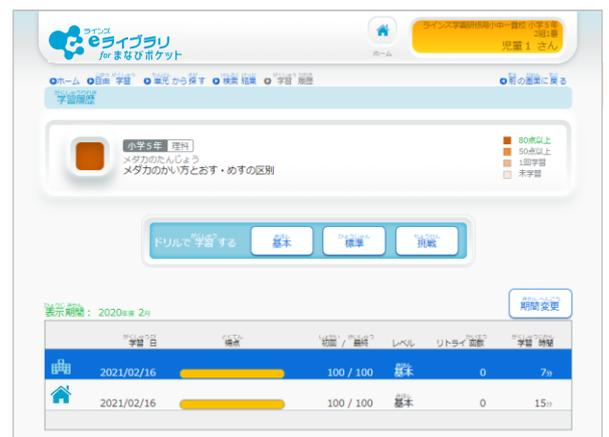 ラインズ
eライブラリ
for まなびポケット
ホーム
ラインズ学園研修用小中一貫校 小学5年
2組1番
児童1 さん
ホーム 自由 学習 単元 から探す 検索 結果 学習 履歴 前の画面に戻る
学習履歴
小学5年 理科
メダカのたんじょう
メダカのかい方とおす・めすの区別
80点以上
50点以上
1回学習
未学習
ドリルで 学習 する 基本 標準 挑戦
期間変更
表示期間： 2020年度 2月
学習 日 得点 初回 / 最終 レベル リトライ 回数 学習 時間
2021/02/16 100 / 100 基本 0 7分
2021/02/16 100 / 100 基本 0 15分